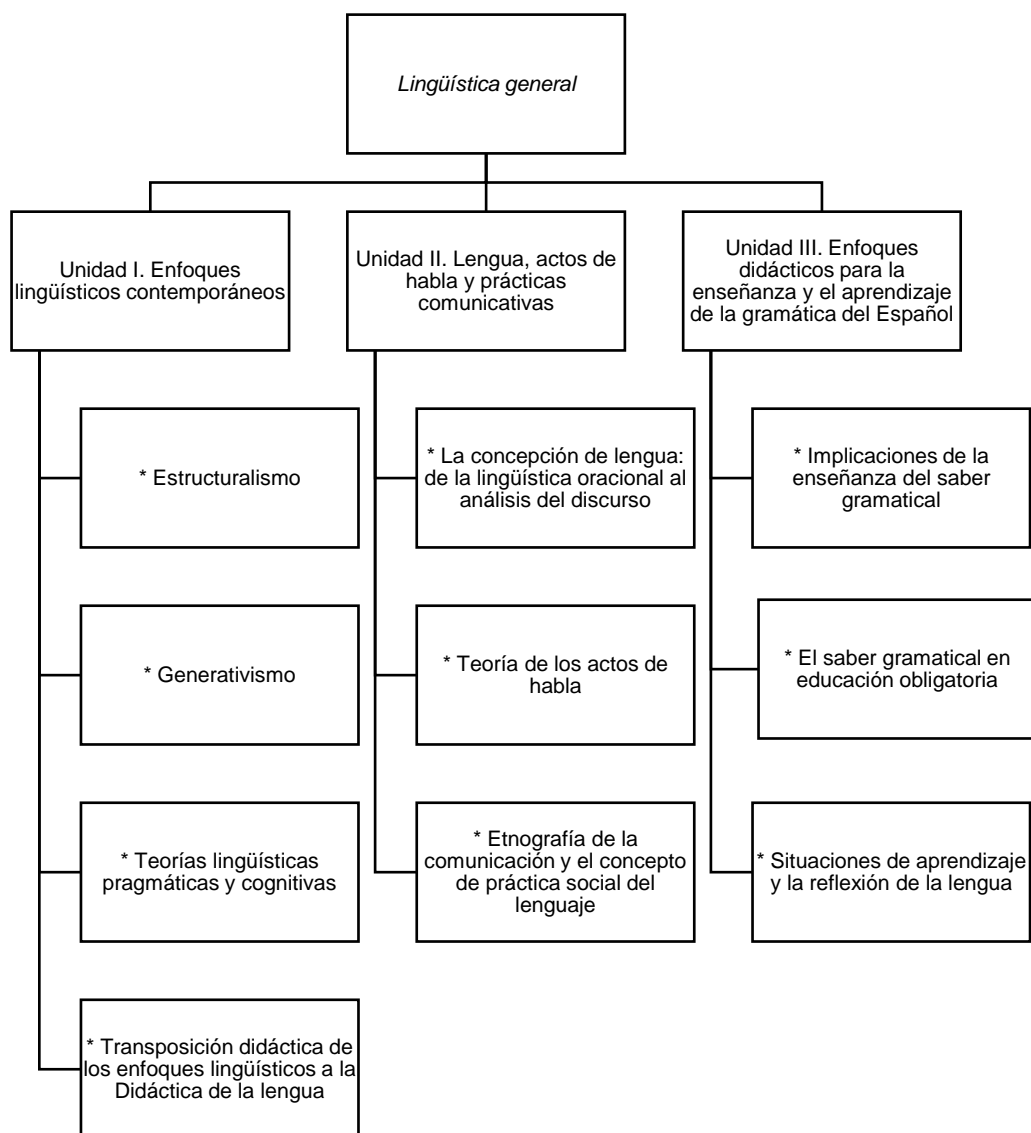 Lingüística general
Unidad I. Enfoques
lingüísticos contemporáneos
* Estructuralismo
* Generativismo
* Teorías lingüísticas
pragmáticas y cognitivas
* Transposición didáctica de
los enfoques lingüísticos a la
Didáctica de la lengua
Unidad II. Lengua, actos de
habla y prácticas
comunicativas
* La concepción de lengua:
de la lingüística oracional al
análisis del discurso
* Teoría de los actos de
habla
* Etnografía de la
comunicación y el concepto
de práctica social del
lenguaje
Unidad III. Enfoques
didácticos para la
enseñanza y el aprendizaje
de la gramática del Español
* Implicaciones de la
enseñanza del saber
gramatical
* El saber gramatical en
educación obligatoria
* Situaciones de aprendizaje
y la reflexión de la lengua